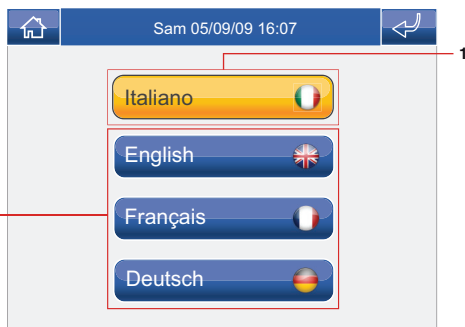 Sam 05/09/09 16:07
1
Italiano
English
Français
Deutsch